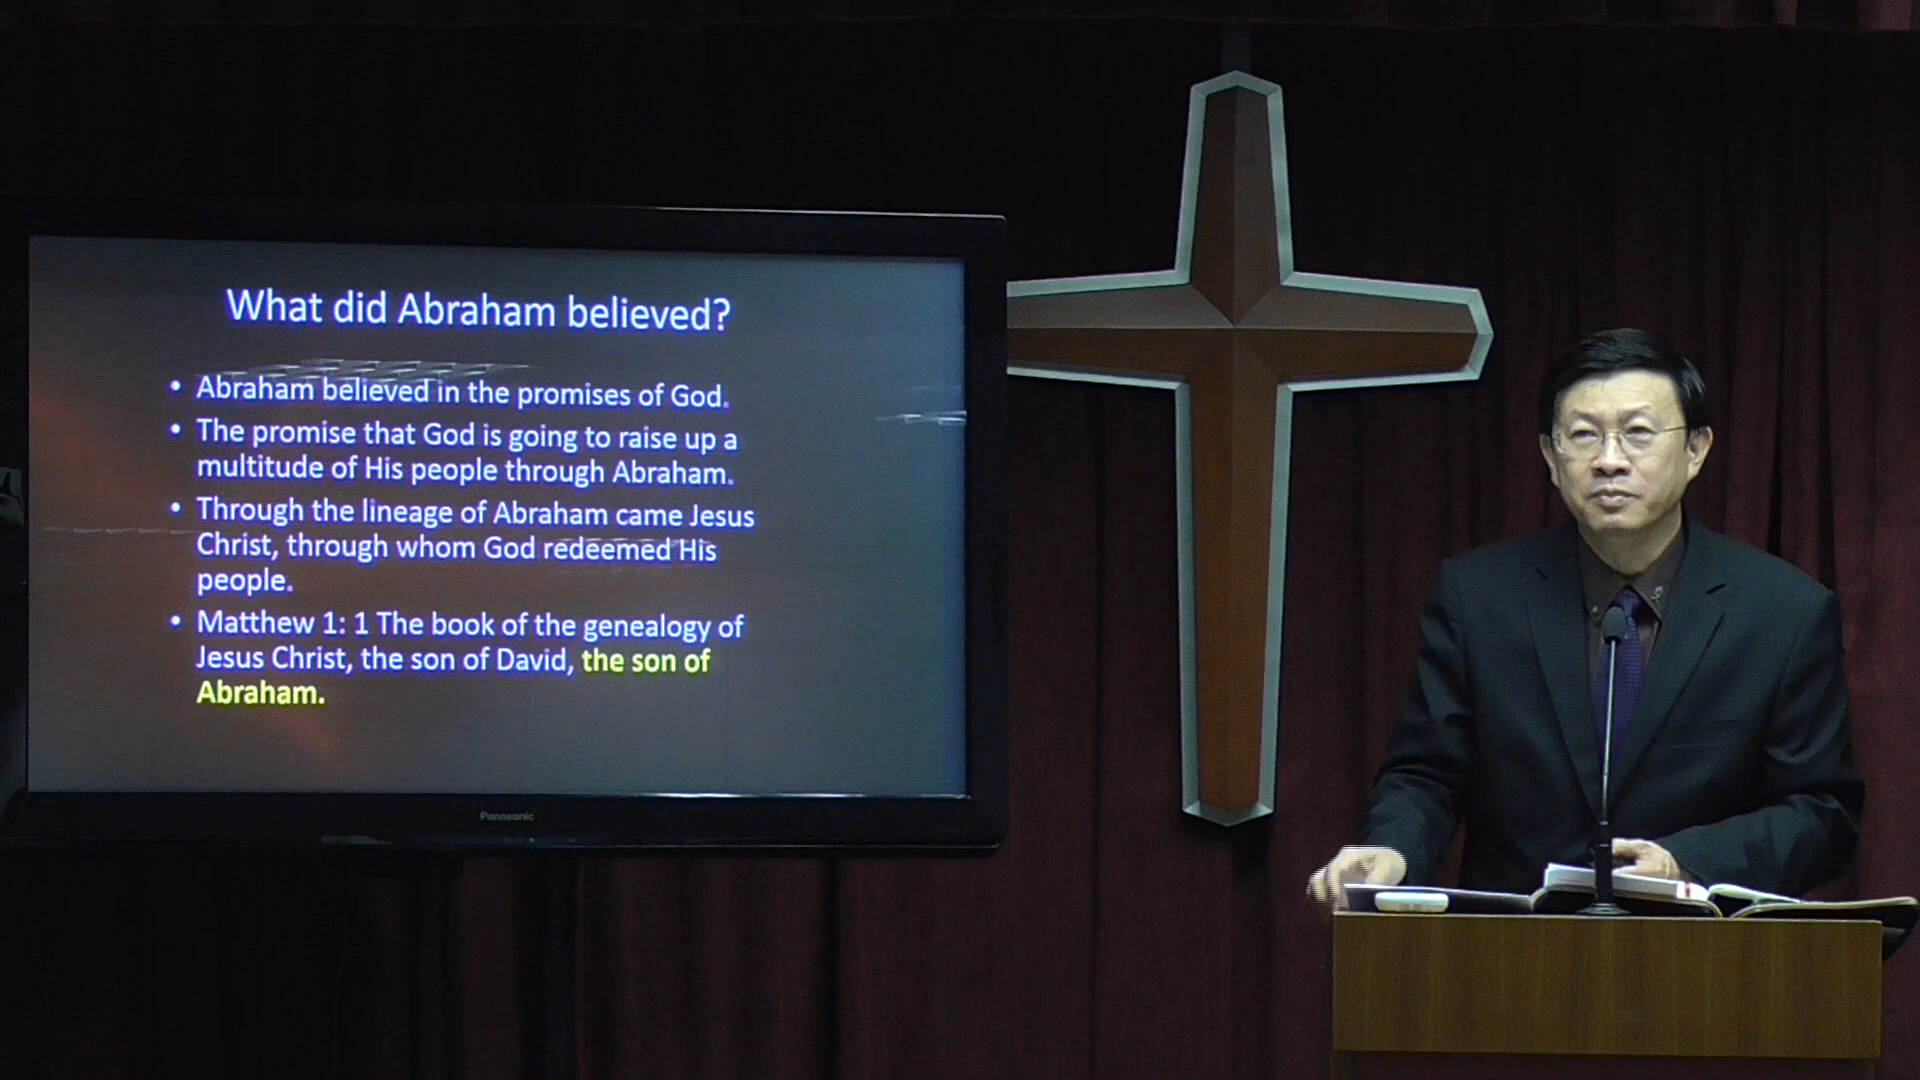 What did Abraham believed?
• Abraham believed in the promises of God.
• The promise that God is going to raise up a
multitude of His people through Abraham.
• Through the lineage of Abraham came Jesus
Christ, through whom God redeemed His
people.
• Matthew 1: 1 The book of the genealogy of
Jesus Christ, the son of David, the son of
Abraham.
Panasonic